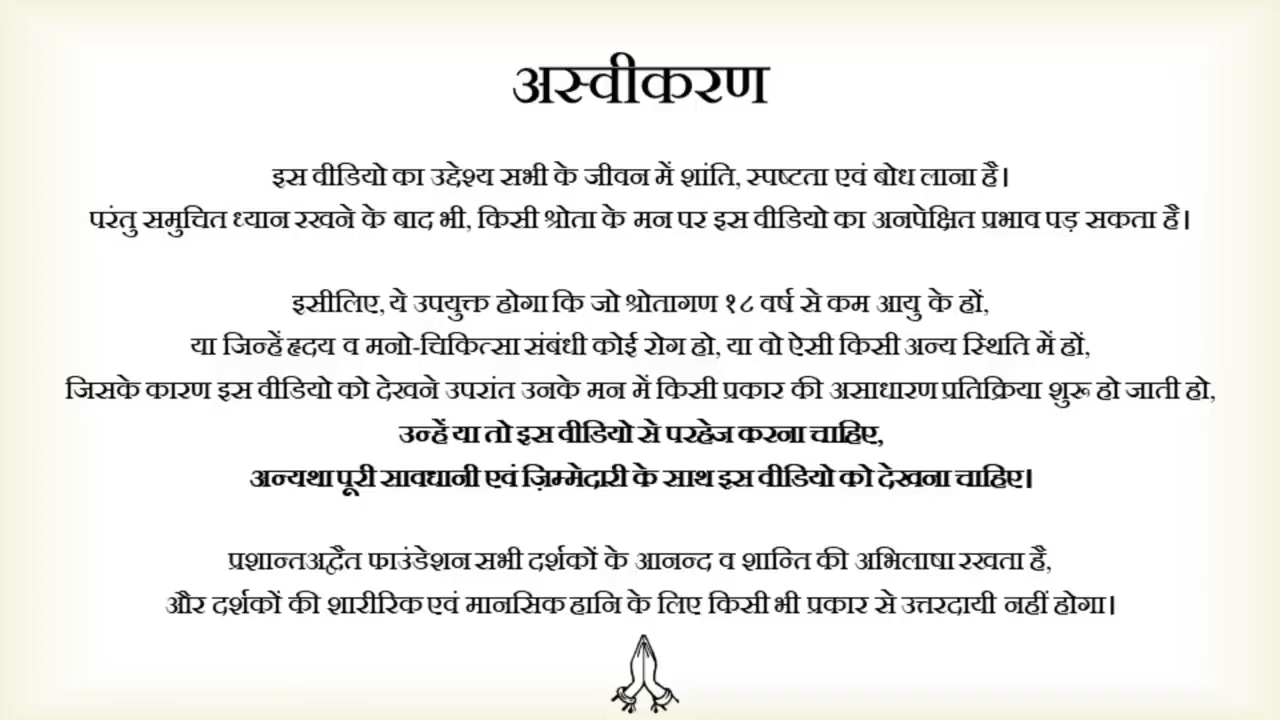 अस्वीकरण
इस वीडियो का उद्देश्य सभी के जीवन में शांति, स्पष्टता एवं बोध लाना है।
परंतु समुचित ध्यान रखने के बाद भी, किसी श्रोता के मन पर इस वीडियो का अनपेक्षित प्रभाव पड़ सकता है।
इसीलिए, ये उपयुक्त होगा कि जो श्रोतागण १८ वर्ष से कम आयु के हों,
या जिन्हें हृदय व मनो-चिकित्सा संबंधी कोई रोग हो, या वो ऐसी किसी अन्य स्थिति में हों,
जिसके कारण इस वीडियो को देखने उपरांत उनके मन में किसी प्रकार की असाधारण प्रतिक्रिया शुरू हो जाती हो,
उन्हें या तो इस वीडियो से परहेज करना चाहिए,
अन्यथा पूरी सावधानी एवं ज़िम्मेदारी के साथ इस वीडियो को देखना चाहिए।
प्रशान्तअद्वैत फाउंडेशन सभी दर्शकों के आनन्द व शान्ति की अभिलाषा रखता है,
और दर्शकों की शारीरिक एवं मानसिक हानि के लिए किसी भी प्रकार से उत्तरदायी नहीं होगा।